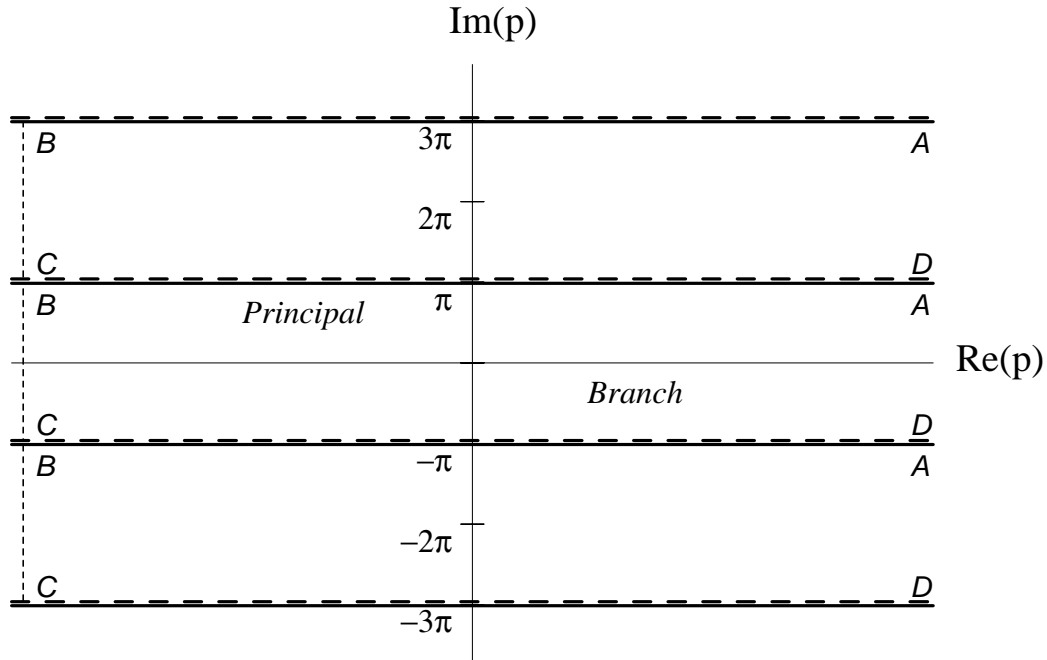 Im(p)
B 3π A
2π
C D
B Principal π A
Re(p)
Branch
C D
B −π A
−2π
C D
−3π